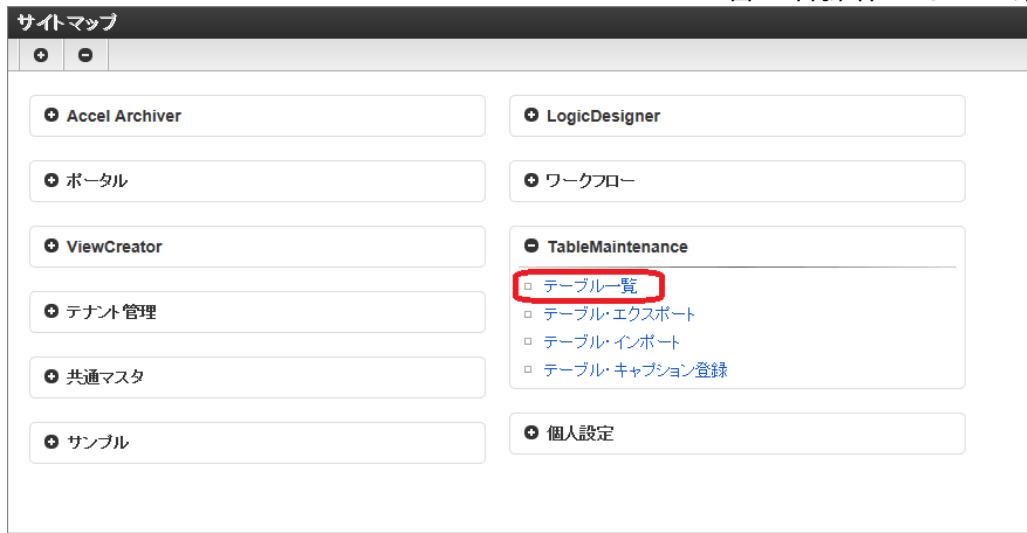 サイトマップ
Accel Archiver
ポータル
ViewCreator
テナント管理
共通マスタ
サンプル
LogicDesigner
ワークフロー
TableMaintenance
テーブル一覧
テーブル・エクスポート
テーブル・インポート
テーブル・キャプション登録
個人設定